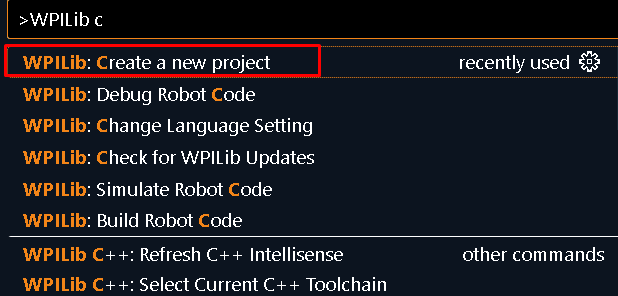 >WPILib c
WPILib: Create a new project recently used
WPILib: Debug Robot Code
WPILib: Change Language Setting
WPILib: Check for WPILib Updates
WPILib: Simulate Robot Code
WPILib: Build Robot Code
WPILib C++: Refresh C++ Intellisense other commands
WPILib C++: Select Current C++ Toolchain